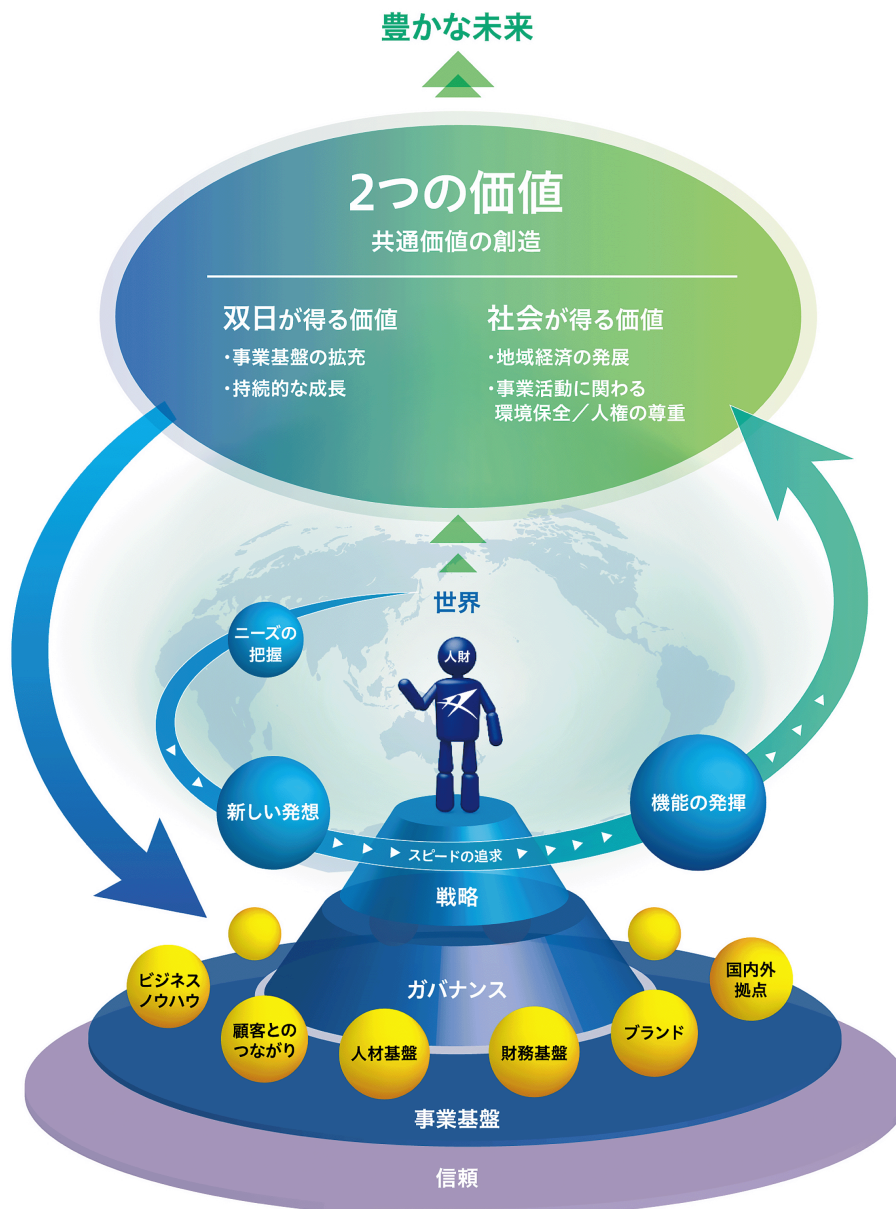 豊かな未来
2つの価値
共通価値の創造
双日が得る価値
・事業基盤の拡充
・持続的な成長
社会が得る価値
・地域経済の発展
・事業活動に関わる
環境保全／人権の尊重
世界
ニーズの
把握
人財
新しい発想
スピードの追求
機能の発揮
戦略
ガバナンス
ビジネス
ノウハウ
顧客との
つながり
人材基盤
財務基盤
ブランド
国内外
拠点
事業基盤
信頼